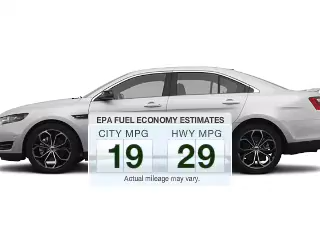 EPA FUEL ECONOMY ESTIMATES
CITY MPG HWY MPG
19 29
Actual mileage may vary.